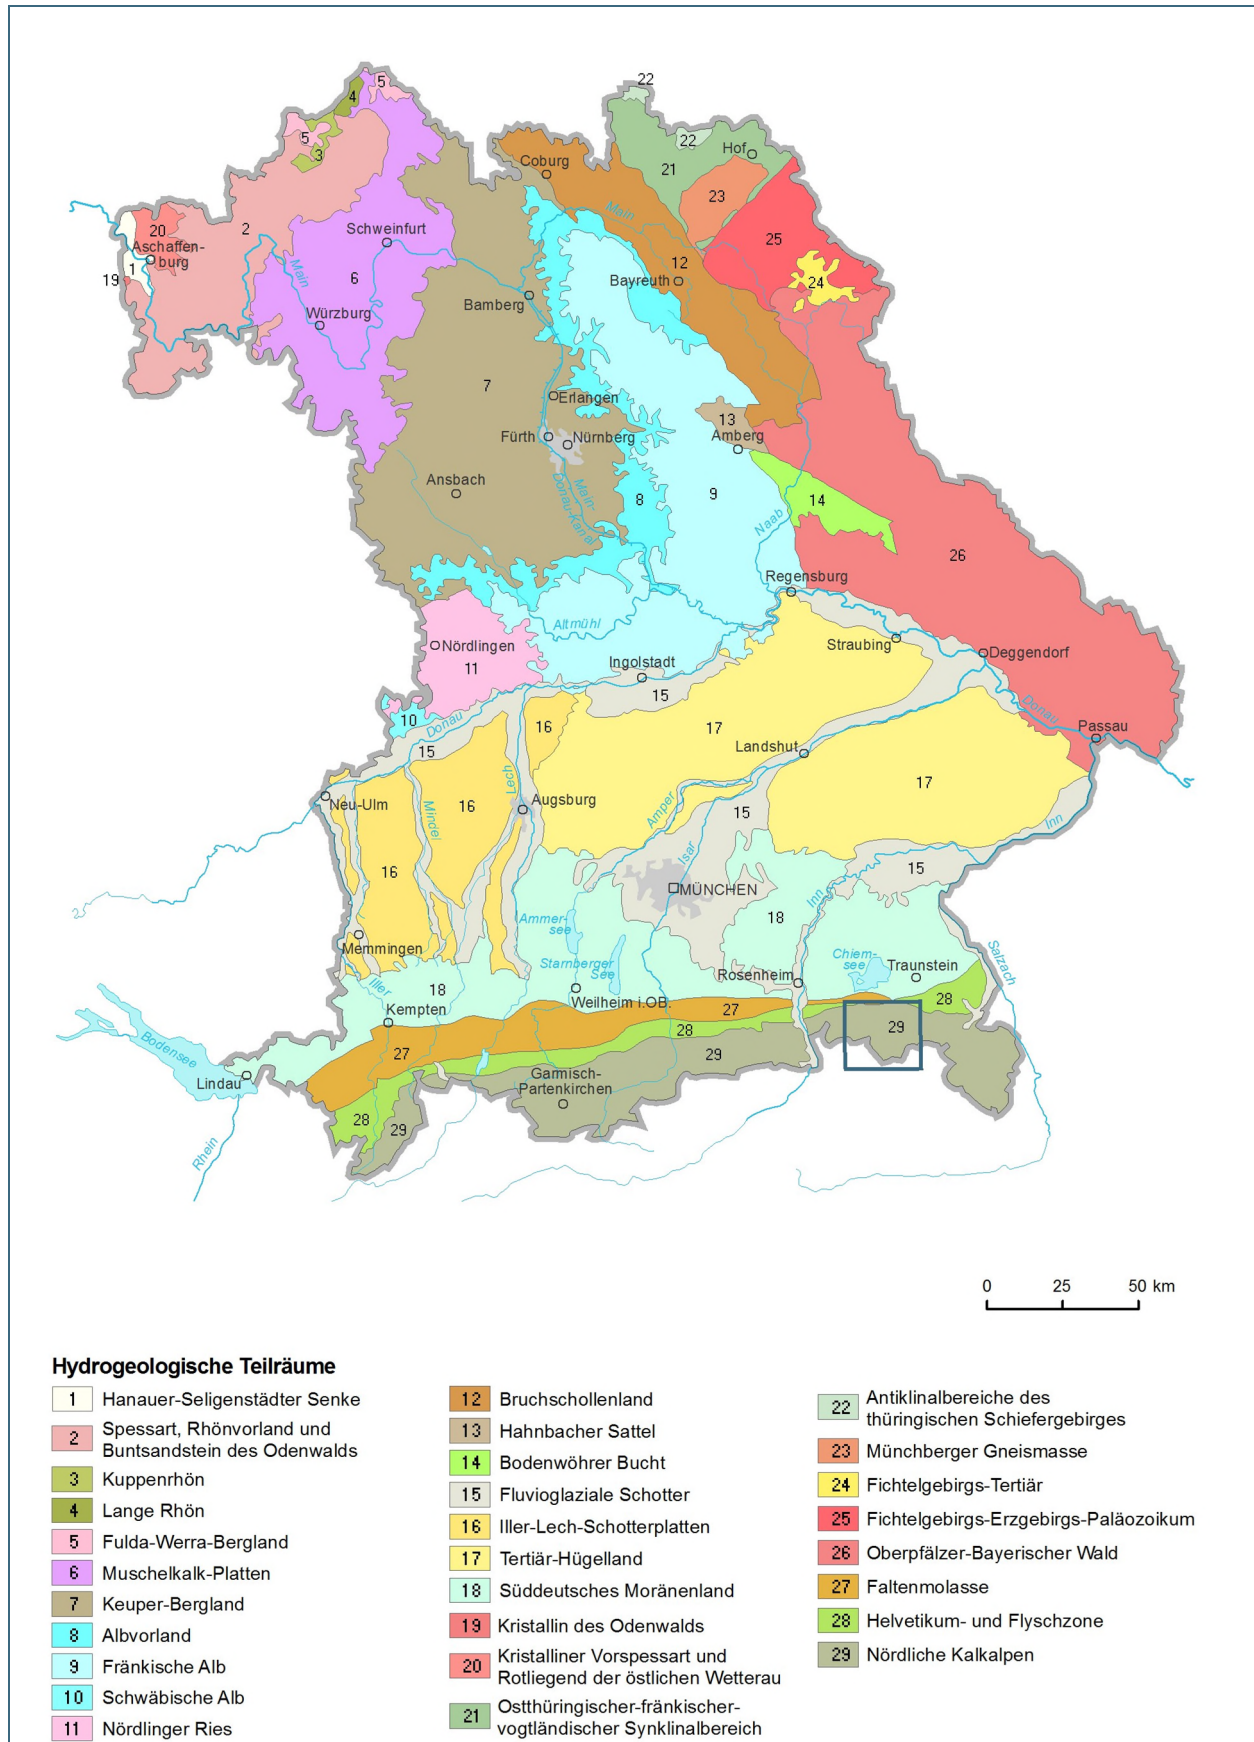 22
5
4
5
3
22
Hof
21
Coburg
23
20
2
Main
Schweinfurt
25
Aschaffen-
burg
1
19
Main
6
12
Bayreuth
24
Bamberg
Würzburg
7
Erlangen
13
Fürth
Nürnberg
Amberg
Ansbach
Main-
Donau-Kanal
8
9
14
Naab
26
Regensburg
Altmühl
Straubing
Nördlingen
11
Ingolstadt
Deggendorf
15
10
Donau
16
17
Donau
Passau
15
Landshut
Lech
17
Neu-Ulm
Mindel
16
Augsburg
Amper
15
Inn
16
Isar
15
MÜNCHEN
Inn
Ammer-
see
18
Memmingen
Starnberger
See
Chiem-
see
Salzach
Iller
18
Rosenheim
Traunstein
Kempten
Weilheim i.OB.
27
28
28
29
Bodensee
27
29
Lindau
Garmisch-
Partenkirchen
28
29
Rhein
0 25 50 km
Hydrogeologische Teilräume
1 Hanauer-Seligenstädter Senke
2 Spessart, Rhönvorland und
Buntsandstein des Odenwalds
3 Kuppenrhön
4 Lange Rhön
5 Fulda-Werra-Bergland
6 Muschelkalk-Platten
7 Keuper-Bergland
8 Albvorland
9 Fränkische Alb
10 Schwäbische Alb
11 Nördlinger Ries
12 Bruchschollenland
13 Hahnbacher Sattel
14 Bodenwöhrer Bucht
15 Fluvioglaziale Schotter
16 Iller-Lech-Schotterplatten
17 Tertiär-Hügelland
18 Süddeutsches Moränenland
19 Kristallin des Odenwalds
20 Kristalliner Vorspessart und
Rotliegend der östlichen Wetterau
21 Ostthüringischer-fränkischer-
vogtländischer Synklinalbereich
22 Antiklinalbereiche des
thüringischen Schiefergebirges
23 Münchberger Gneismasse
24 Fichtelgebirgs-Tertiär
25 Fichtelgebirgs-Erzgebirgs-Paläozoikum
26 Oberpfälzer-Bayerischer Wald
27 Faltenmolasse
28 Helvetikum- und Flyschzone
29 Nördliche Kalkalpen